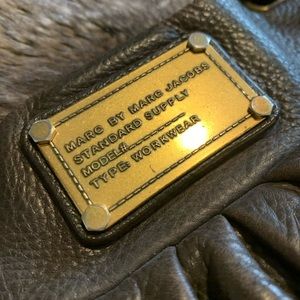 MARC BY MARC JACOBS
STANDARD SUPPLY
MODEL#
TYPE: WORKWEAR